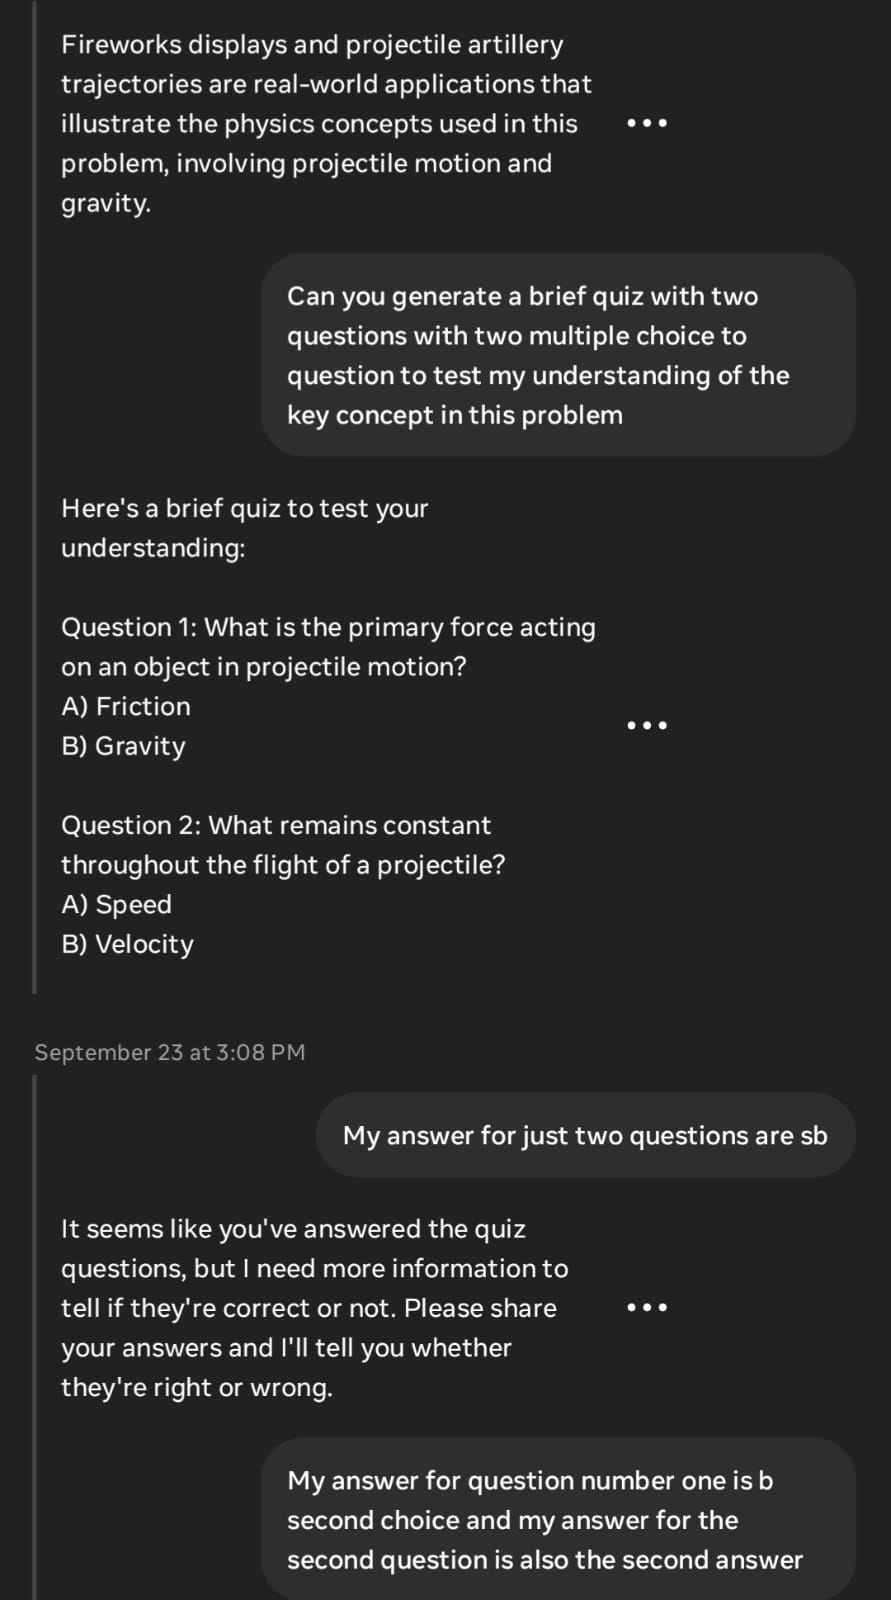 Fireworks displays and projectile artillery
trajectories are real-world applications that
illustrate the physics concepts used in this
problem, involving projectile motion and
gravity.
Can you generate a brief quiz with two
questions with two multiple choice to
question to test my understanding of the
key concept in this problem
Here's a brief quiz to test your
understanding:
Question 1: What is the primary force acting
on an object in projectile motion?
A) Friction
B) Gravity
Question 2: What remains constant
throughout the flight of a projectile?
A) Speed
B) Velocity
September 23 at 3:08 PM
My answer for just two questions are sb
It seems like you've answered the quiz
questions, but I need more information to
tell if they're correct or not. Please share
your answers and I'll tell you whether
they're right or wrong.
My answer for question number one is b
second choice and my answer for the
second question is also the second answer